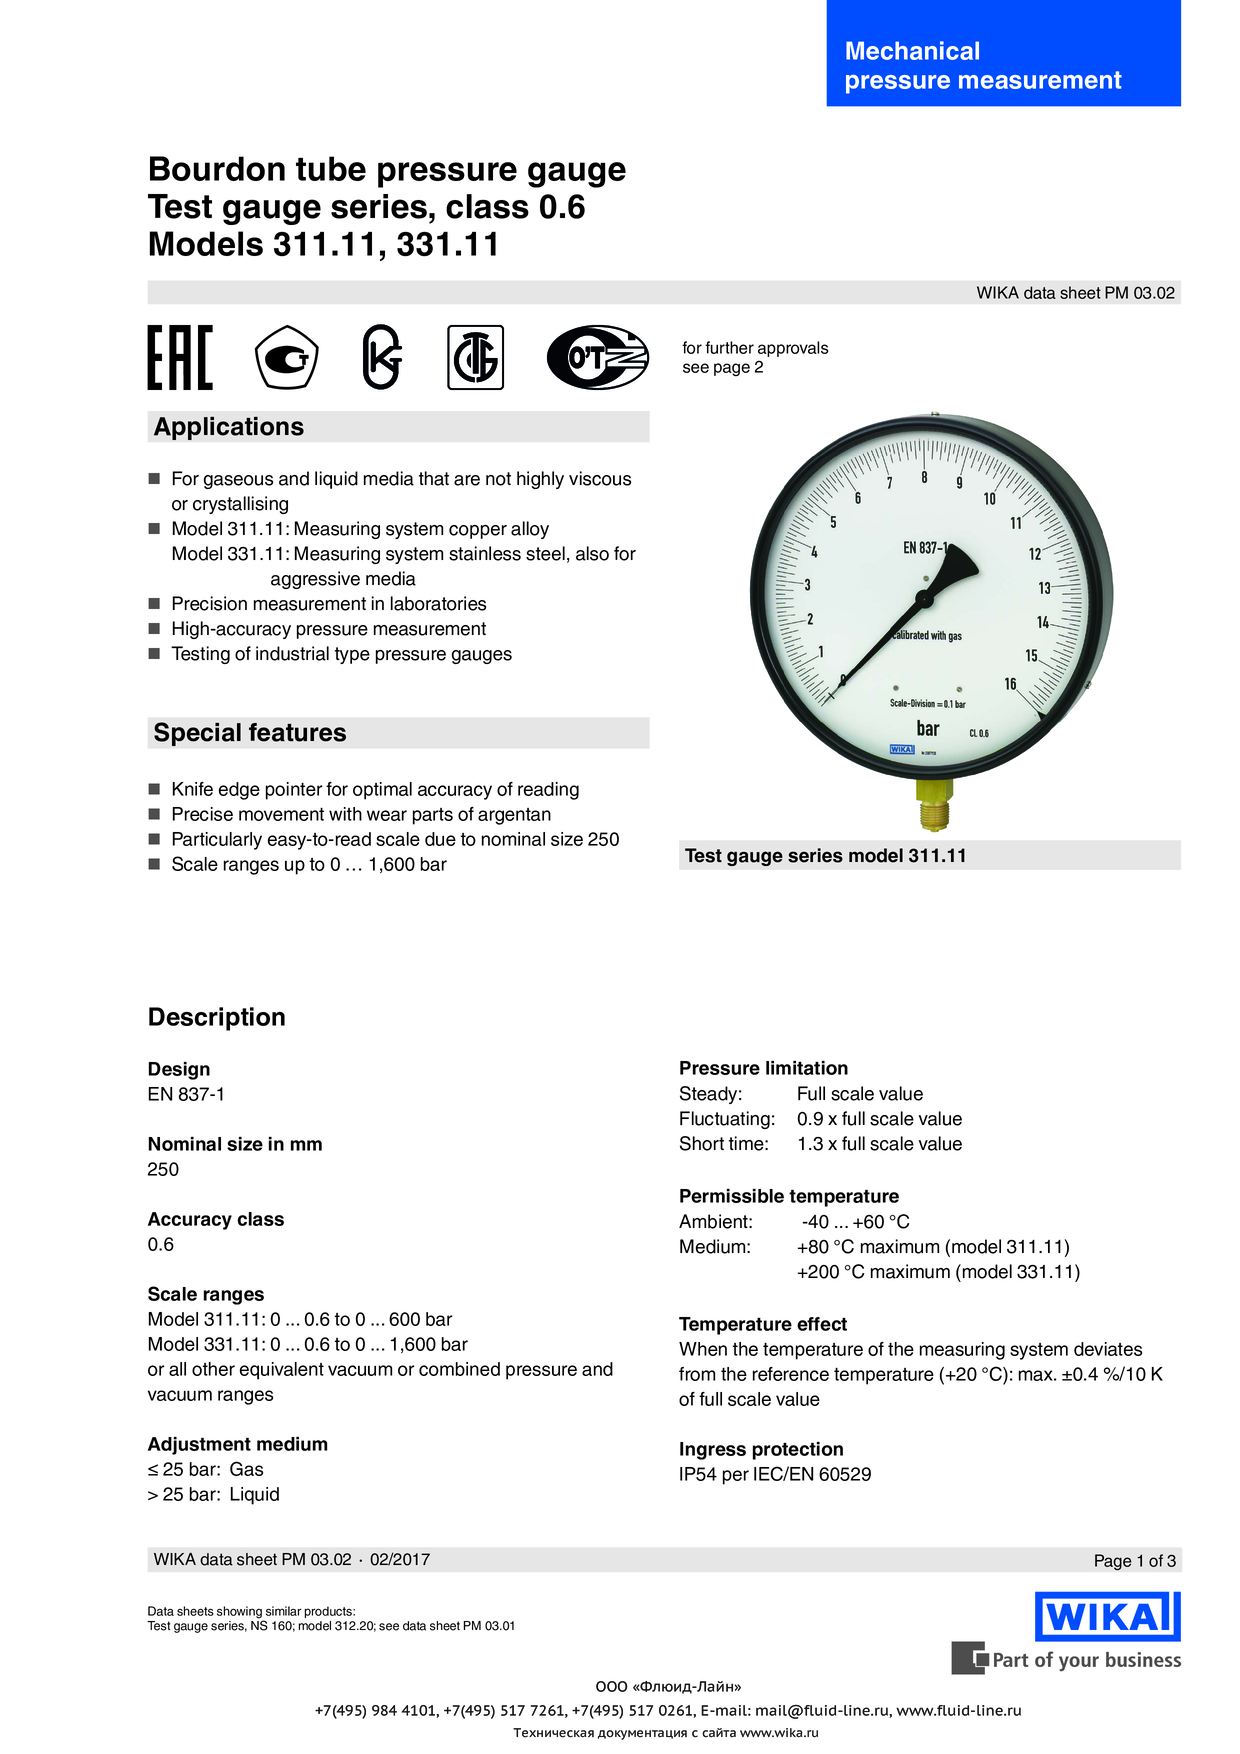 Mechanical
pressure measurement
Bourdon tube pressure gauge
Test gauge series, class 0.6
Models 311.11, 331.11
WIKA data sheet PM 03.02
for further approvals
see page 2
Applications
■ For gaseous and liquid media that are not highly viscous
or crystallising
■ Model 311.11: Measuring system copper alloy
Model 331.11: Measuring system stainless steel, also for
aggressive media
■ Precision measurement in laboratories
■ High-accuracy pressure measurement
■ Testing of industrial type pressure gauges
Special features
■ Knife edge pointer for optimal accuracy of reading
■ Precise movement with wear parts of argentan
■ Particularly easy-to-read scale due to nominal size 250
■ Scale ranges up to 0 … 1,600 bar
0
1
2
3
4
5
6
7
8
9
10
11
12
13
14
15
16
EN 837-1
calibrated with gas
Scale-Division = 0.1 bar
bar
CL 0.6
WIKA
Test gauge series model 311.11
Description
Design
EN 837-1
Nominal size in mm
250
Accuracy class
0.6
Scale ranges
Model 311.11: 0 ... 0.6 to 0 ... 600 bar
Model 331.11: 0 ... 0.6 to 0 ... 1,600 bar
or all other equivalent vacuum or combined pressure and
vacuum ranges
Adjustment medium
≤ 25 bar: Gas
> 25 bar: Liquid
Pressure limitation
Steady: Full scale value
Fluctuating: 0.9 x full scale value
Short time: 1.3 x full scale value
Permissible temperature
Ambient: -40 ... +60 °C
Medium: +80 °C maximum (model 311.11)
+200 °C maximum (model 331.11)
Temperature effect
When the temperature of the measuring system deviates
from the reference temperature (+20 °C): max. ±0.4 %/10 K
of full scale value
Ingress protection
IP54 per IEC/EN 60529
WIKA data sheet PM 03.02 · 02/2017
Page 1 of 3
Data sheets showing similar products:
Test gauge series, NS 160; model 312.20; see data sheet PM 03.01
WIKA
Part of your business
ООО «Флюид-Лайн»
+7(495) 984 4101, +7(495) 517 7261, +7(495) 517 0261, E-mail: mail@fluid-line.ru, www.fluid-line.ru
Техническая документация с сайта www.wika.ru